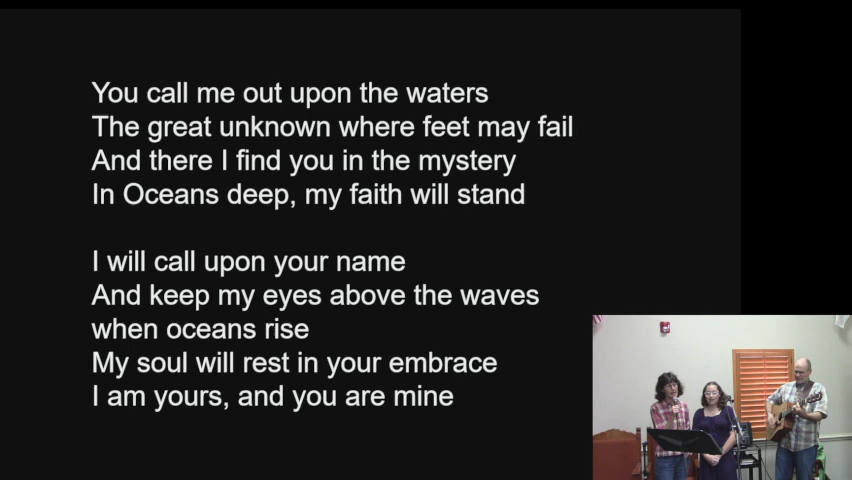 You call me out upon the waters
The great unknown where feet may fail
And there I find you in the mystery
In Oceans deep, my faith will stand
I will call upon your name
And keep my eyes above the waves
when oceans rise
My soul will rest in your embrace
I am yours, and you are mine